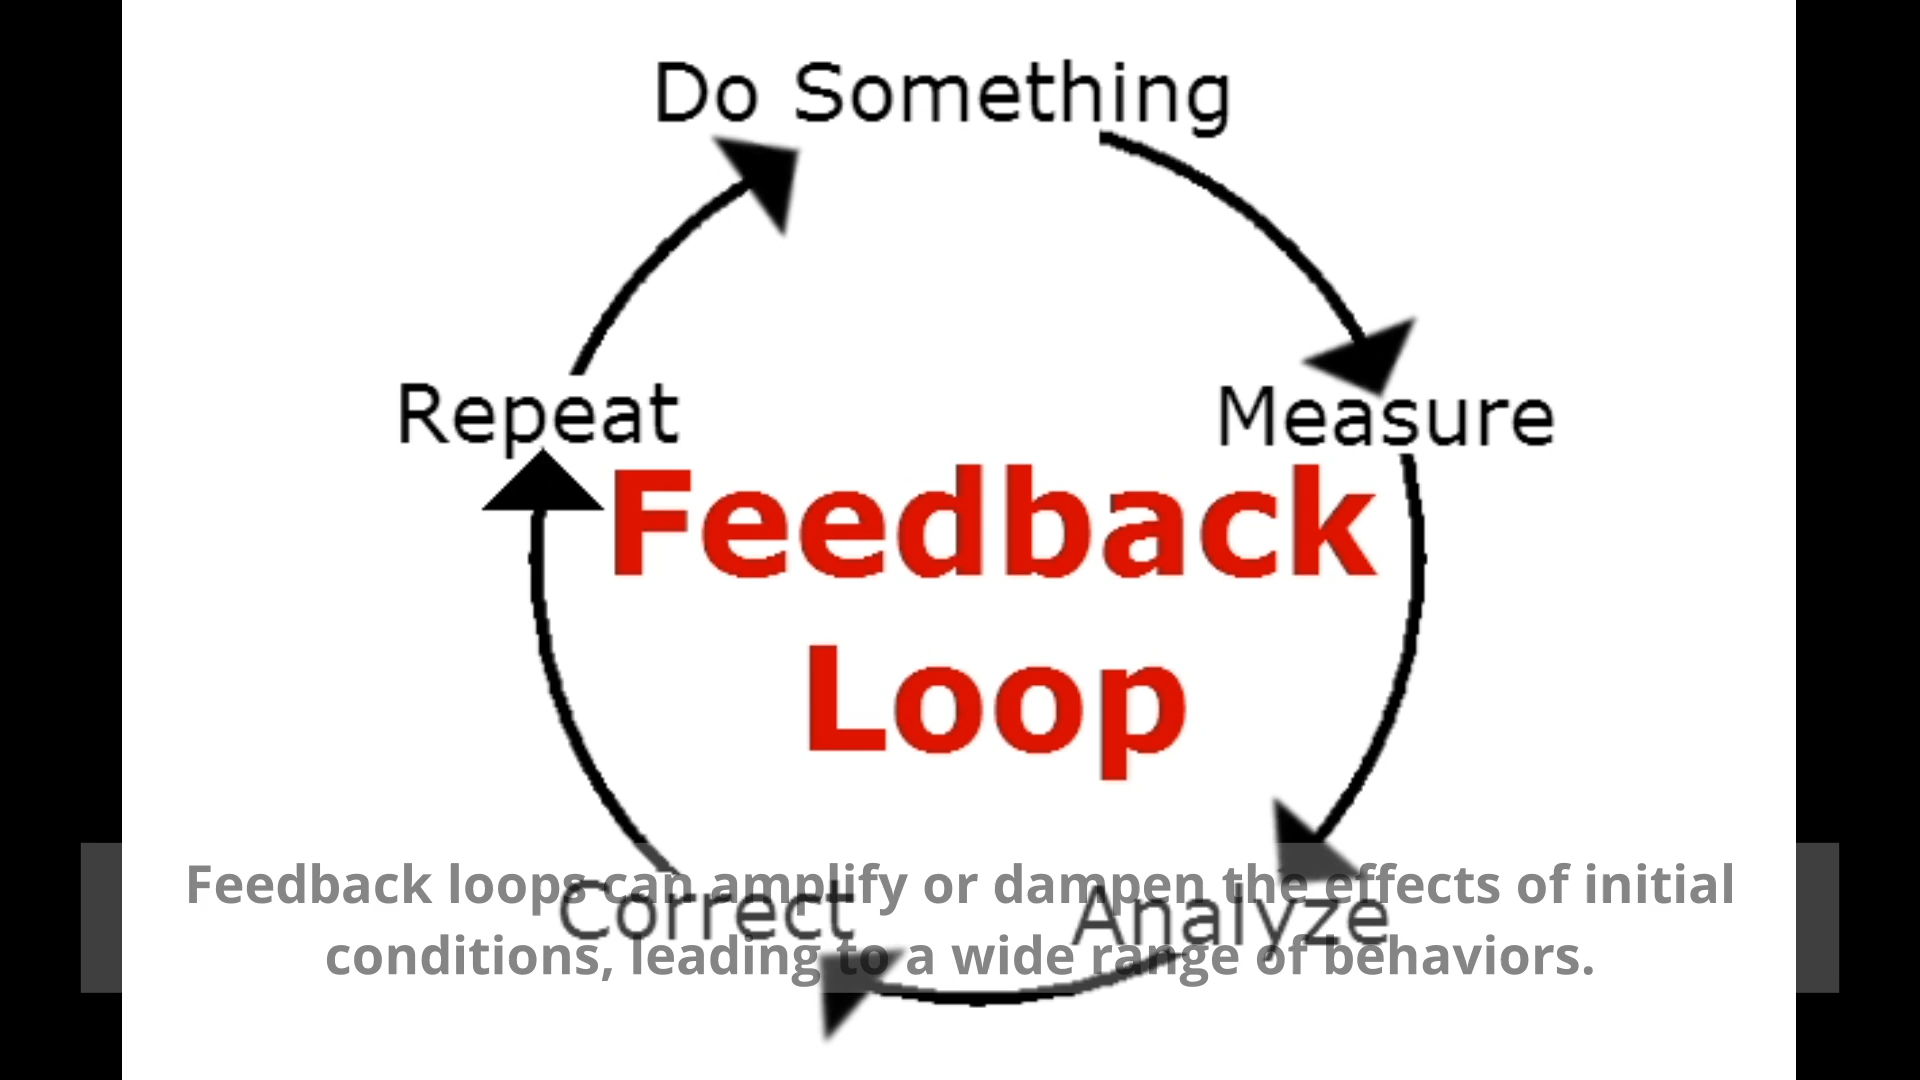 Do Something
Repeat
Measure
Feedback
Loop
Correct
Analyze
Feedback loops can amplify or dampen the effects of initial
conditions, leading to a wide range of behaviors.